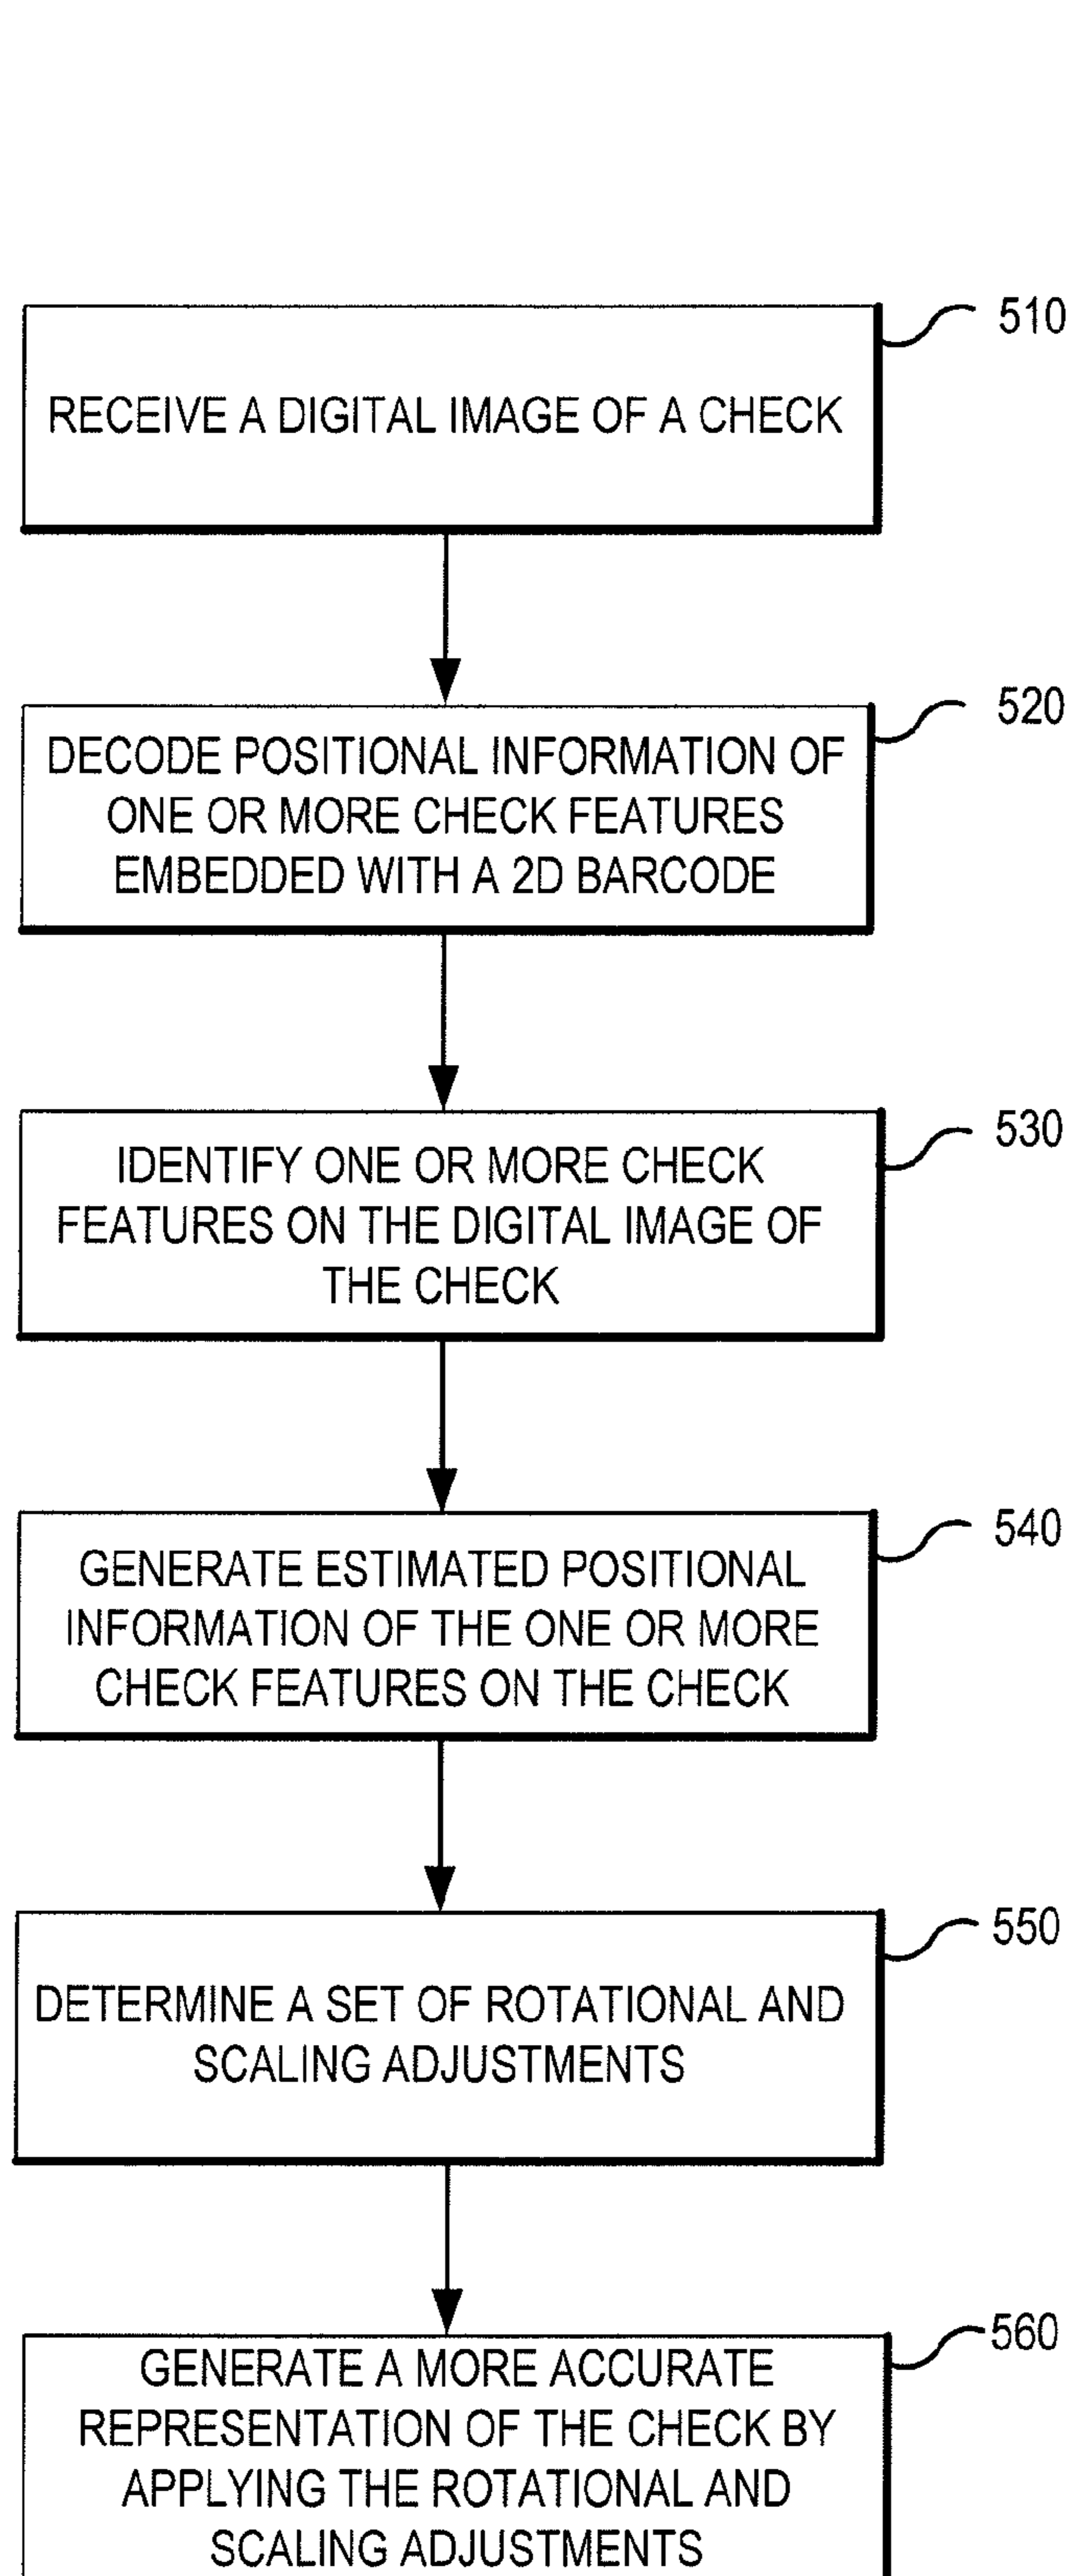 510
RECEIVE A DIGITAL IMAGE OF A CHECK
520
DECODE POSITIONAL INFORMATION OF
ONE OR MORE CHECK FEATURES
EMBEDDED WITH A 2D BARCODE
530
IDENTIFY ONE OR MORE CHECK
FEATURES ON THE DIGITAL IMAGE OF
THE CHECK
540
GENERATE ESTIMATED POSITIONAL
INFORMATION OF THE ONE OR MORE
CHECK FEATURES ON THE CHECK
550
DETERMINE A SET OF ROTATIONAL AND
SCALING ADJUSTMENTS
560
GENERATE A MORE ACCURATE
REPRESENTATION OF THE CHECK BY
APPLYING THE ROTATIONAL AND
SCALING ADJUSTMENTS